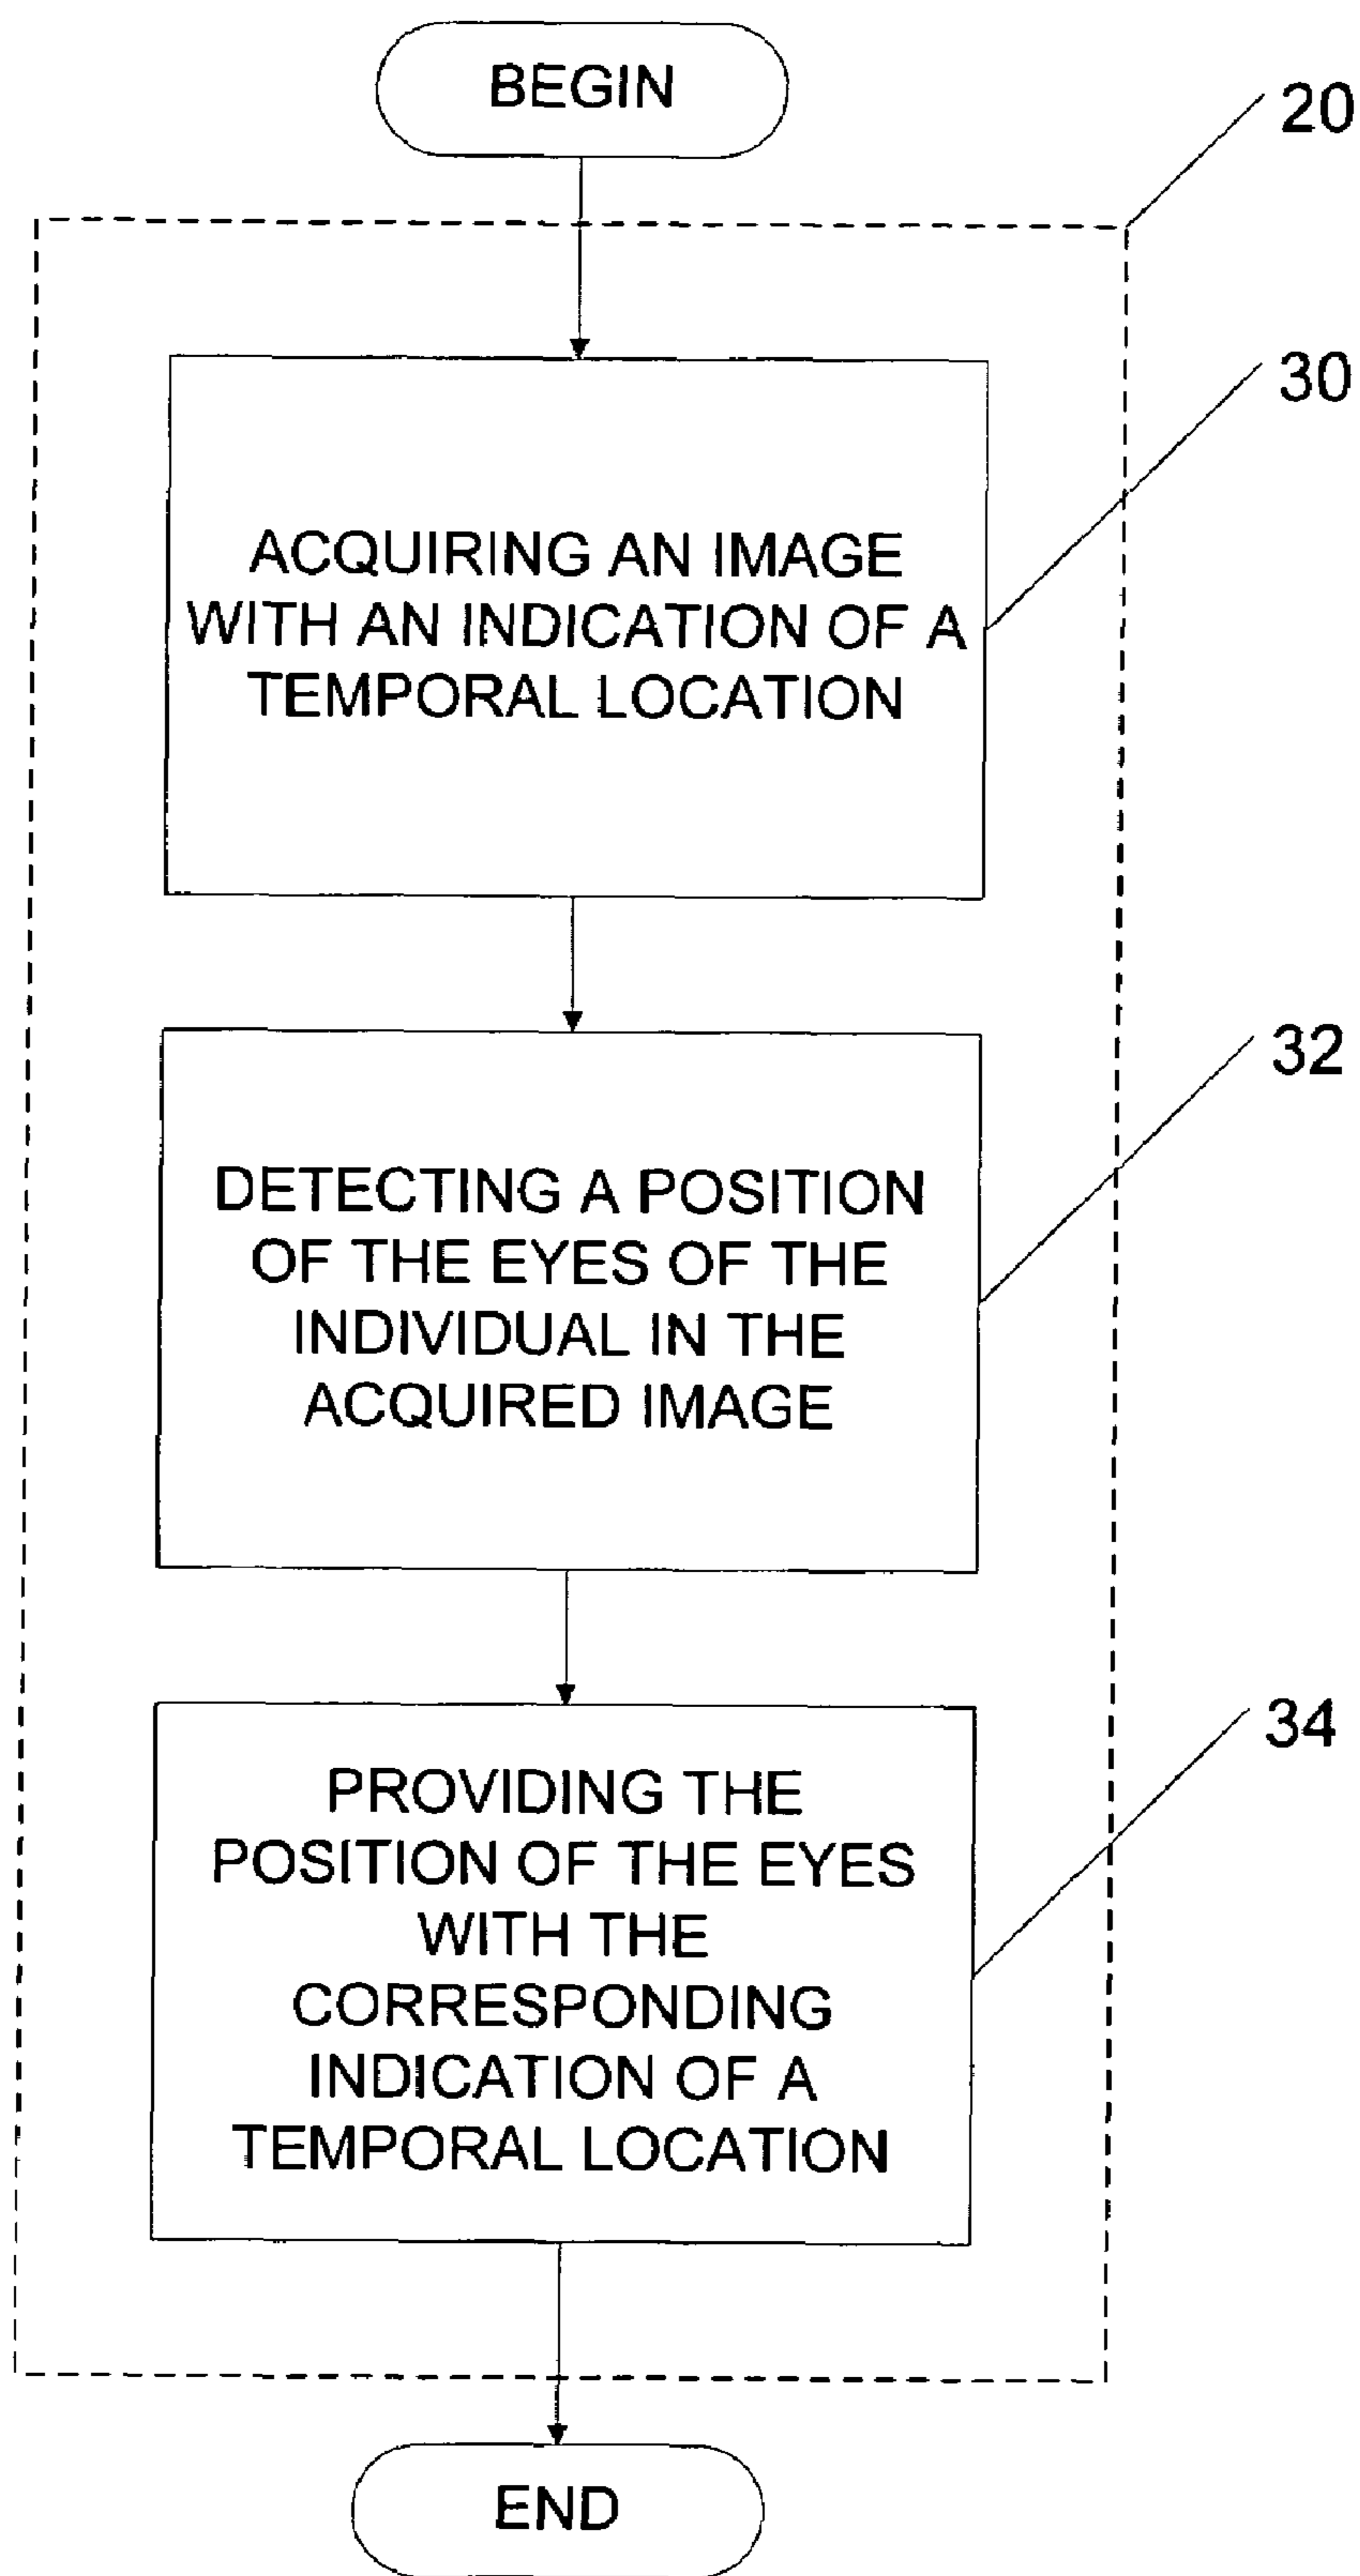 BEGIN
20
30
ACQUIRING AN IMAGE
WITH AN INDICATION OF A
TEMPORAL LOCATION
32
DETECTING A POSITION
OF THE EYES OF THE
INDIVIDUAL IN THE
ACQUIRED IMAGE
34
PROVIDING THE
POSITION OF THE EYES
WITH THE
CORRESPONDING
INDICATION OF A
TEMPORAL LOCATION
END